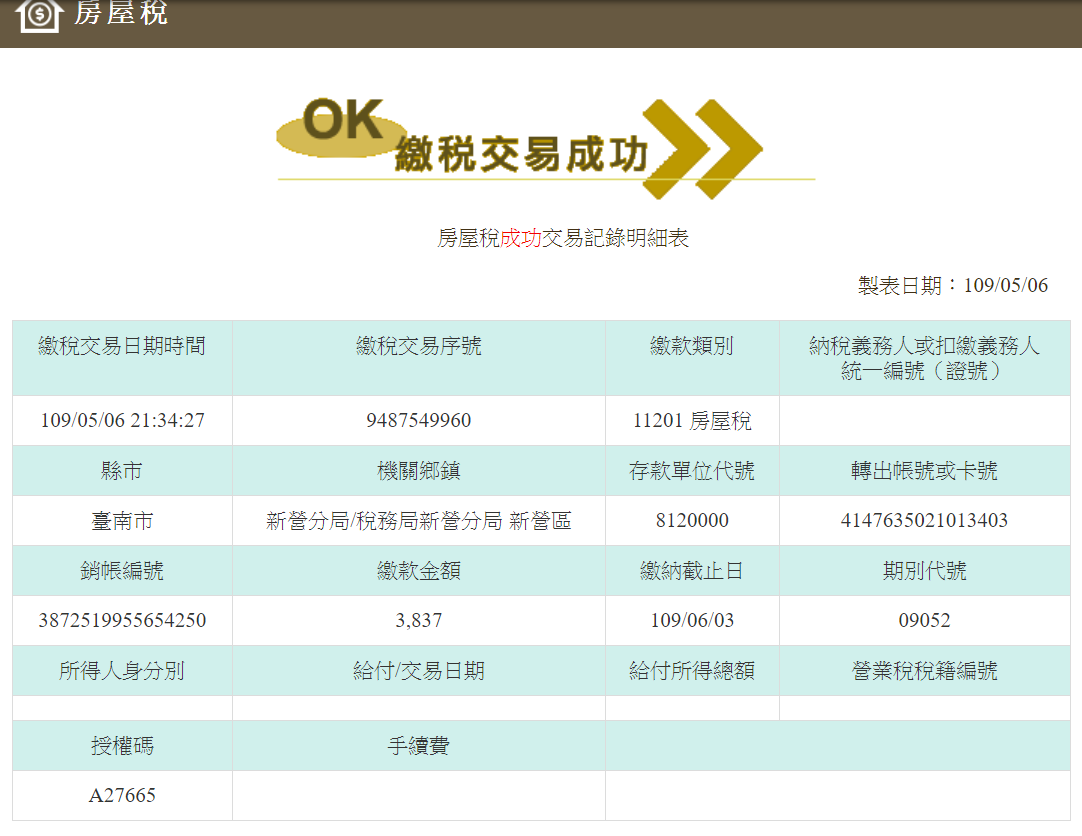 房屋稅
OK
繳稅交易成功
房屋稅成功交易記錄明細表
製表日期：109/05/06
繳稅交易日期時間 繳稅交易序號 繳款類別 納稅義務人或扣繳義務人
統一編號（證號）
109/05/06 21:34:27 9487549960 11201 房屋稅
縣市 機關鄉鎮 存款單位代號 轉出帳號或卡號
臺南市 新營分局/稅務局新營分局 新營區 8120000 4147635021013403
銷帳編號 繳款金額 繳納截止日 期別代號
3872519955654250 3,837 109/06/03 09052
所得人身分別 給付/交易日期 給付所得總額 營業稅稅籍編號
授權碼 手續費
A27665